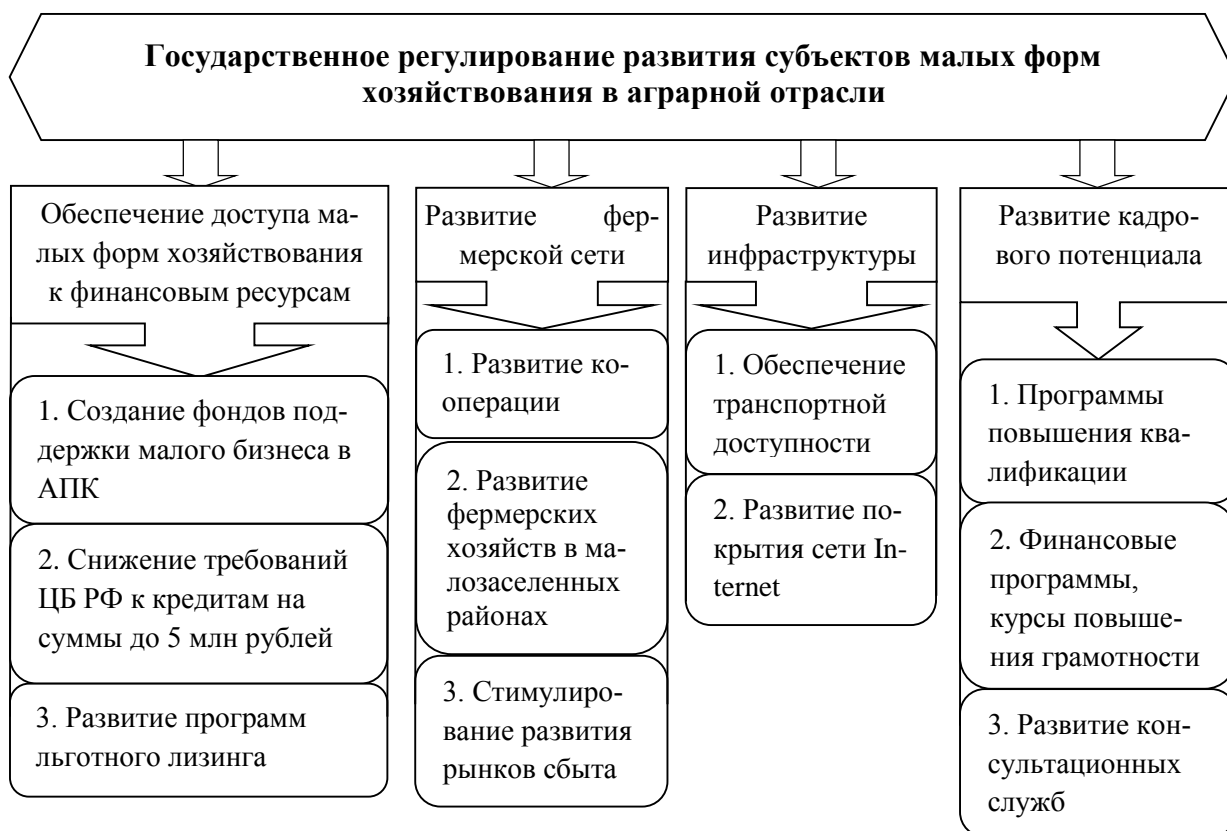 Государственное регулирование развития субъектов малых форм
хозяйствования в аграрной отрасли
Обеспечение доступа ма-
лых форм хозяйствования
к финансовым ресурсам
1. Создание фондов под-
держки малого бизнеса в
АПК
2. Снижение требований
ЦБ РФ к кредитам на
суммы до 5 млн рублей
3. Развитие программ
льготного лизинга
Развитие фер-
мерской сети
1. Развитие ко-
операции
2. Развитие
фермерских
хозяйств в ма-
лозаселенных
районах
3. Стимулиро-
вание развития
рынков сбыта
Развитие
инфраструктуры
1. Обеспечение
транспортной
доступности
2. Развитие по-
крытия сети In-
ternet
Развитие кадро-
вого потенциала
1. Программы
повышения ква-
лификации
2. Финансовые
программы,
курсы повыше-
ния грамотности
3. Развитие кон-
сультационных
служб